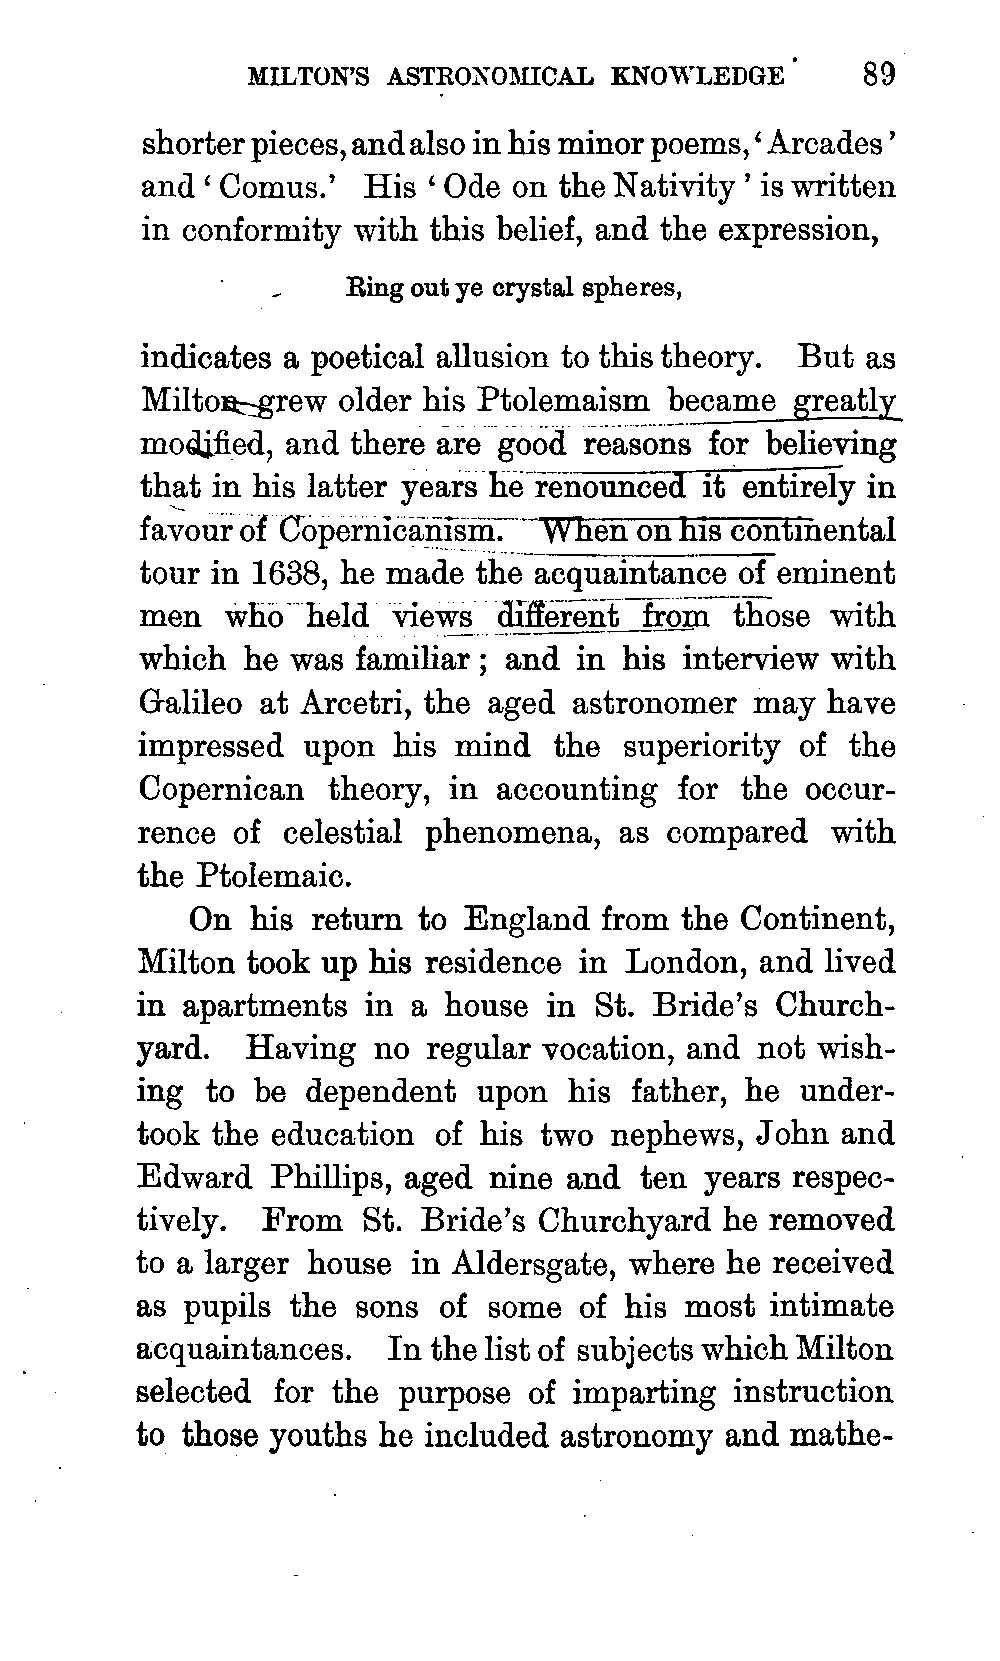 MILTON'S ASTRONOMICAL KNOWLEDGE 89
shorter pieces, and also in his minor poems, ‘ Arcades ’
and ‘ Comus.’ His ‘ Ode on the Nativity ’ is written
in conformity with this belief, and the expression,
Ring out ye crystal spheres,
indicates a poetical allusion to this theory. But as
Milton grew older his Ptolemaism became greatly
modified, and there are good reasons for believing
that in his latter years he renounced it entirely in
favour of Copernicanism. When on his continental
tour in 1638, he made the acquaintance of eminent
men who held views different from those with
which he was familiar ; and in his interview with
Galileo at Arcetri, the aged astronomer may have
impressed upon his mind the superiority of the
Copernican theory, in accounting for the occur-
rence of celestial phenomena, as compared with
the Ptolemaic.
On his return to England from the Continent,
Milton took up his residence in London, and lived
in apartments in a house in St. Bride's Church-
yard. Having no regular vocation, and not wish-
ing to be dependent upon his father, he under-
took the education of his two nephews, John and
Edward Phillips, aged nine and ten years respec-
tively. From St. Bride's Churchyard he removed
to a larger house in Aldersgate, where he received
as pupils the sons of some of his most intimate
acquaintances. In the list of subjects which Milton
selected for the purpose of imparting instruction
to those youths he included astronomy and mathe-